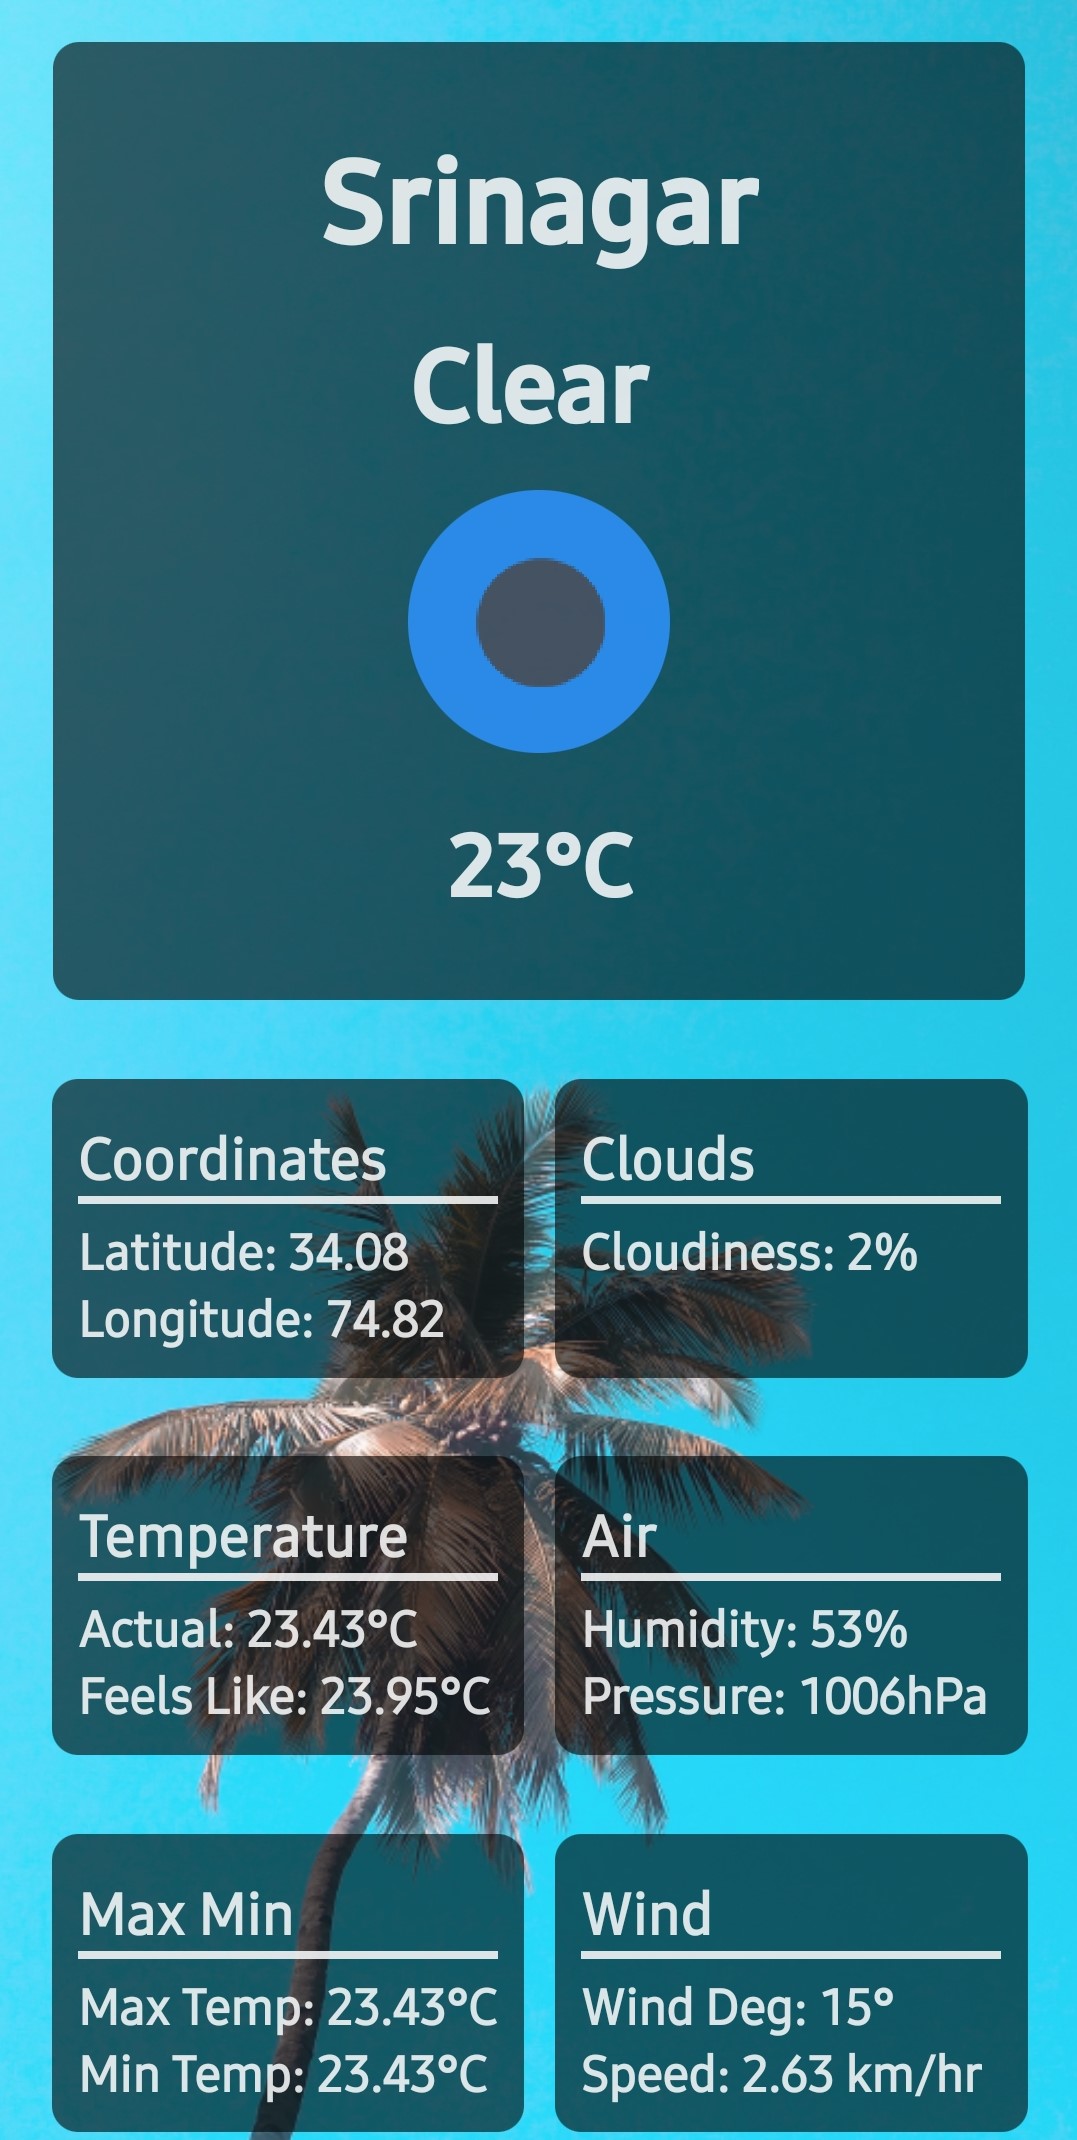 Srinagar
Clear
23°C
Coordinates
Latitude: 34.08
Longitude: 74.82
Clouds
Cloudiness: 2%
Temperature
Actual: 23.43°C
Feels Like: 23.95°C
Air
Humidity: 53%
Pressure: 1006hPa
Max Min
Max Temp: 23.43°C
Min Temp: 23.43°C
Wind
Wind Deg: 15°
Speed: 2.63 km/hr